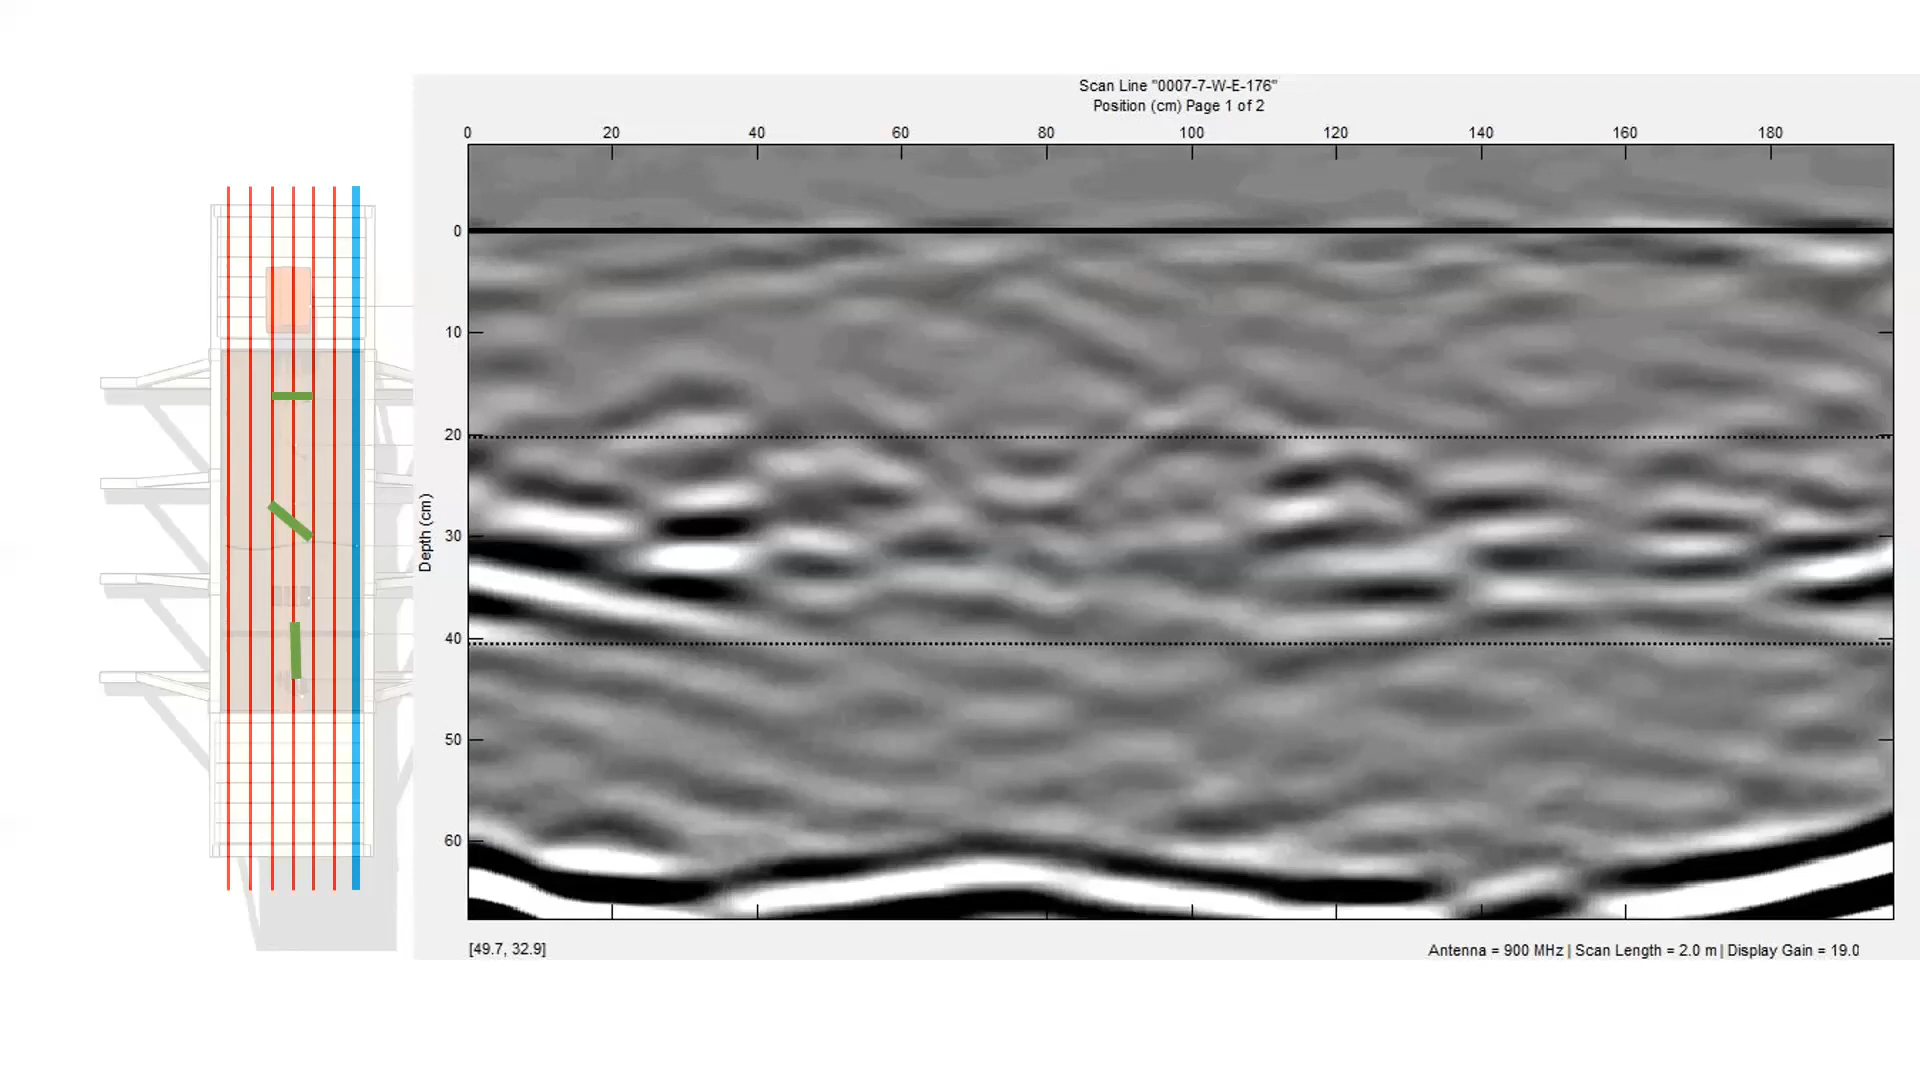 Scan Line "0007-7-W-E-176"
Position (cm) Page 1 of 2
0 20 40 60 80 100 120 140 160 180
0
10
20
30
40
50
60
Depth (cm)
[49.7, 32.9]
Antenna = 900 MHz | Scan Length = 2.0 m | Display Gain = 19.0